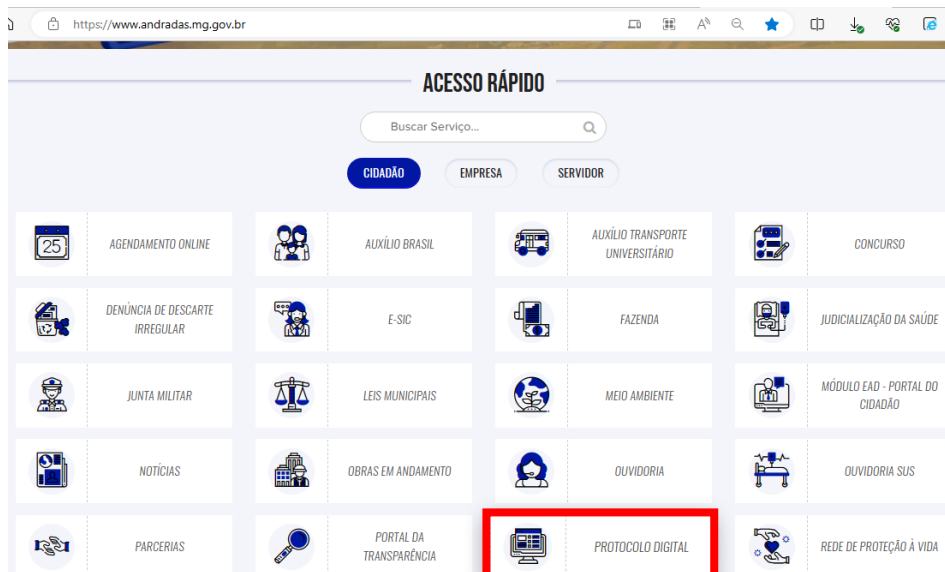 https://www.andradas.mg.gov.br
ACESSO RÁPIDO
Buscar Serviço...
CIDADÃO
EMPRESA
SERVIDOR
25
AGENDAMENTO ONLINE
AUXÍLIO BRASIL
AUXÍLIO TRANSPORTE
UNIVERSITÁRIO
CONCURSO
DENÚNCIA DE DESCARTE
IRREGULAR
E-SIC
FAZENDA
JUDICIALIZAÇÃO DA SAÚDE
JUNTA MILITAR
LEIS MUNICIPAIS
MEIO AMBIENTE
MÓDULO EAD - PORTAL DO
CIDADÃO
NOTÍCIAS
OBRAS EM ANDAMENTO
OUVIDORIA
OUVIDORIA SUS
PARCERIAS
PORTAL DA
TRANSPARÊNCIA
PROTOCOLO DIGITAL
REDE DE PROTEÇÃO À VIDA